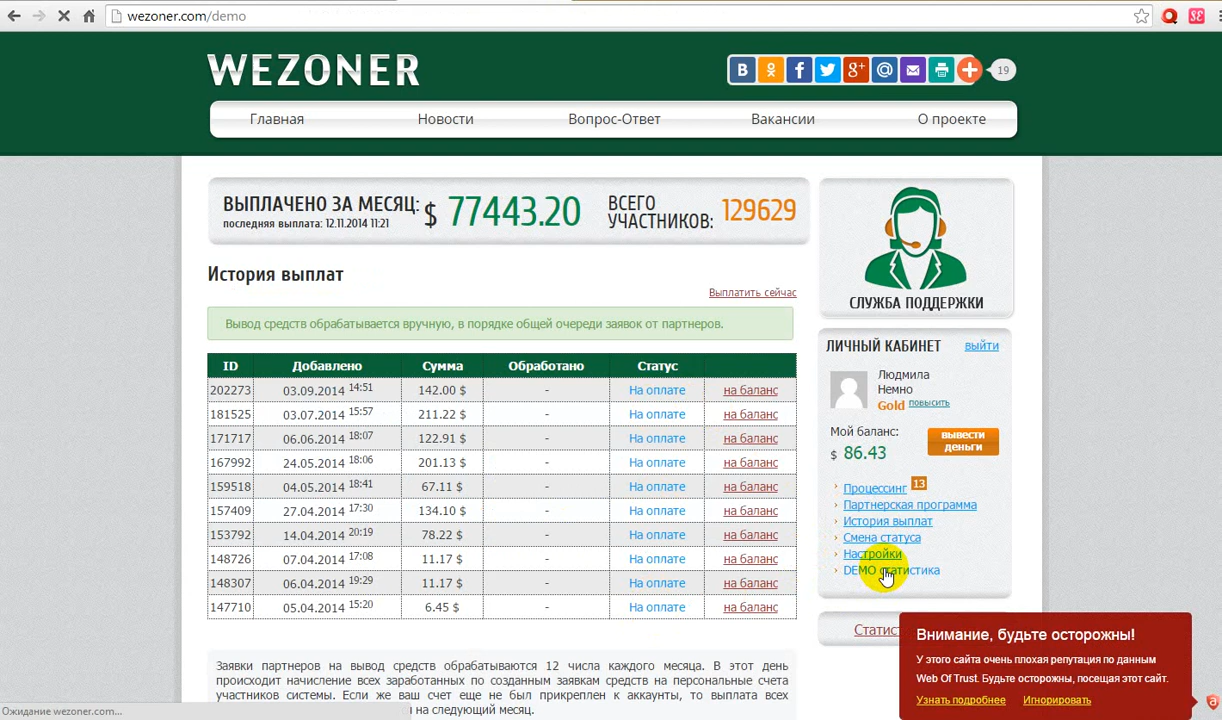 wezoner.com/demo
WEZONER
19
Главная Новости Вопрос-Ответ Вакансии О проекте
ВЫПЛАЧЕНО ЗА МЕСЯЦ: $ 77443.20
последняя выплата: 12.11.2014 11:21
ВСЕГО УЧАСТНИКОВ: 129629
СЛУЖБА ПОДДЕРЖКИ
История выплат
Выплатить сейчас
Вывод средств обрабатывается вручную, в порядке общей очереди заявок от партнеров.
ID Добавлено Сумма Обработано Статус
202273 03.09.2014 14:51 142.00 $ - На оплате на баланс
181525 03.07.2014 15:57 211.22 $ - На оплате на баланс
171717 06.06.2014 18:07 122.91 $ - На оплате на баланс
167992 24.05.2014 18:06 201.13 $ - На оплате на баланс
159518 04.05.2014 18:41 67.11 $ - На оплате на баланс
157409 27.04.2014 17:30 134.10 $ - На оплате на баланс
153792 14.04.2014 20:19 78.22 $ - На оплате на баланс
148726 07.04.2014 17:08 11.17 $ - На оплате на баланс
148307 06.04.2014 19:29 11.17 $ - На оплате на баланс
147710 05.04.2014 15:20 6.45 $ - На оплате на баланс
Заявки партнеров на вывод средств обрабатываются 12 числа каждого месяца. В этот день
происходит начисление всех заработанных по созданным заявкам средств на персональные счета
участников системы. Если же ваш счет еще не был прикреплен к аккаунты, то выплата всех
на следующий месяц.
ЛИЧНЫЙ КАБИНЕТ выйти
Людмила
Немно
Gold повысить
Мой баланс:
$ 86.43
вывести
деньги
Процессинг 13
Партнерская программа
История выплат
Смена статуса
Настройки
DEMO статистика
Статис
Внимание, будьте осторожны!
У этого сайта очень плохая репутация по данным
Web Of Trust. Будьте осторожны, посещая этот сайт.
Узнать подробнее Игнорировать
Ожидание wezoner.com...